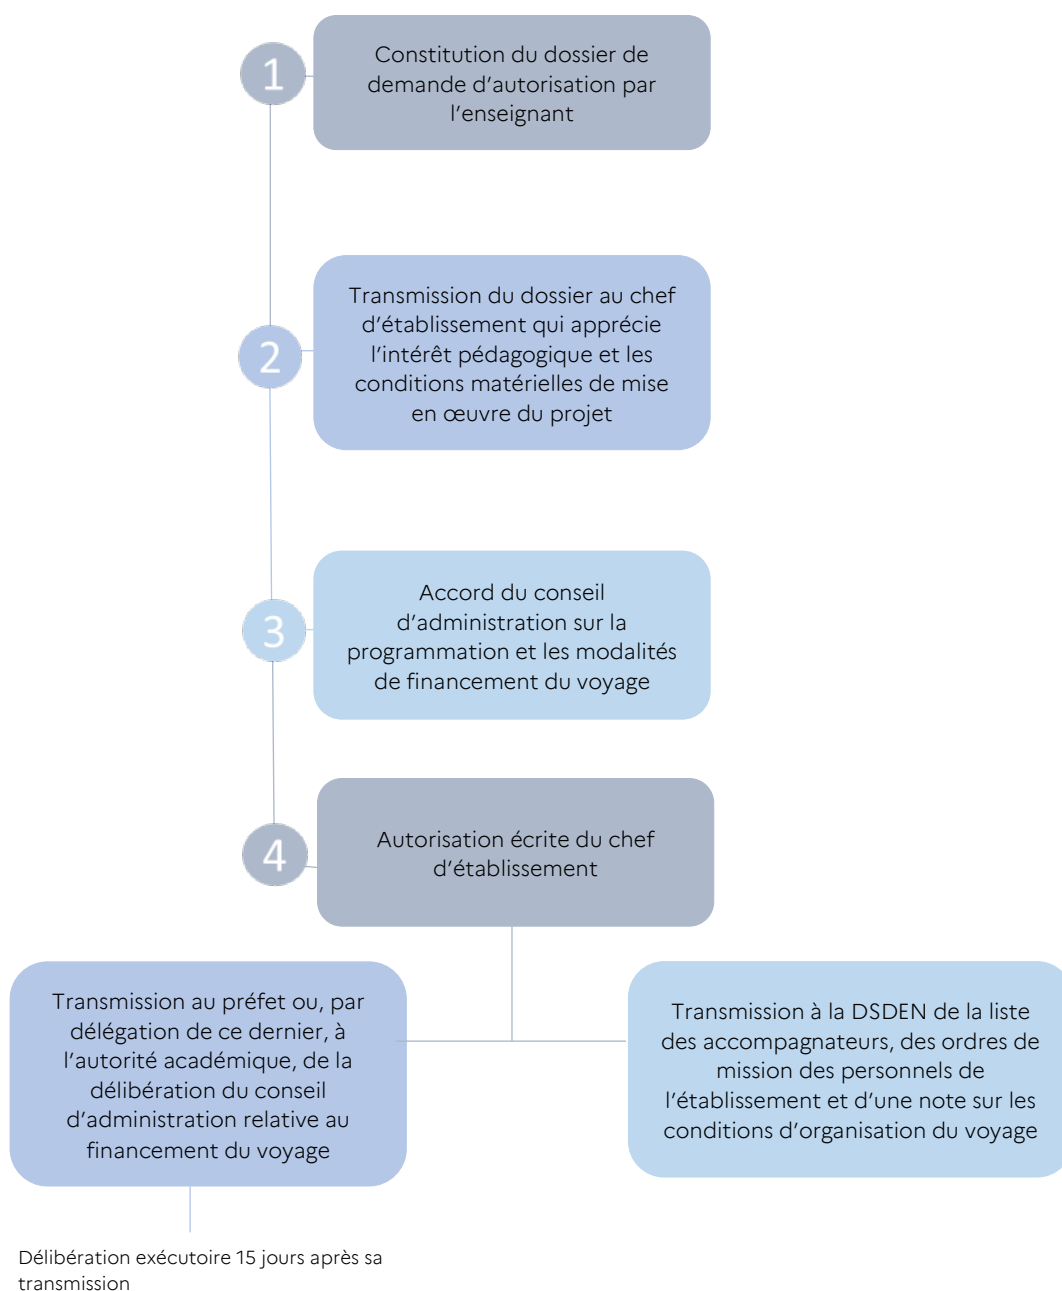 1
Constitution du dossier de
demande d'autorisation par
l'enseignant
2
Transmission du dossier au chef
d'établissement qui apprécie
l'intérêt pédagogique et les
conditions matérielles de mise
en œuvre du projet
3
Accord du conseil
d'administration sur la
programmation et les modalités
de financement du voyage
4
Autorisation écrite du chef
d'établissement
Transmission au préfet ou, par
délégation de ce dernier, à
l'autorité académique, de la
délibération du conseil
d'administration relative au
financement du voyage
Transmission à la DSDEN de la liste
des accompagnateurs, des ordres de
mission des personnels de
l'établissement et d'une note sur les
conditions d'organisation du voyage
Délibération exécutoire 15 jours après sa
transmission